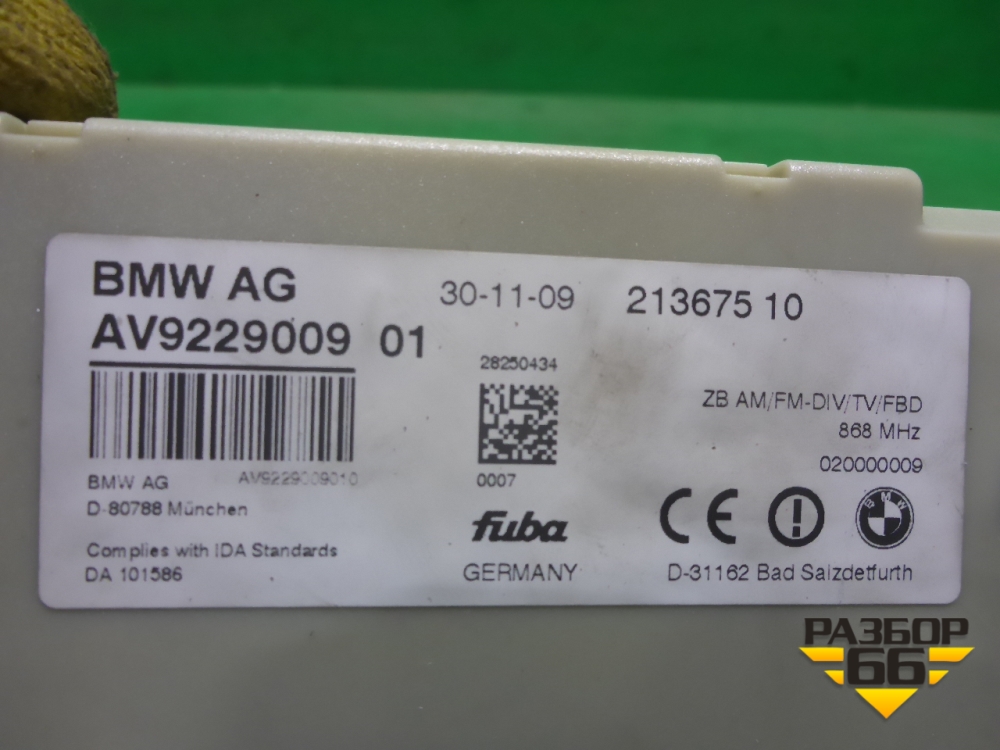 BMW AG
AV9229009 01
30-11-09
213675 10
28250434
0007
ZB AM/FM-DIV/TV/FBD
868 MHz
020000009
BMW AG
AV9229009010
D-80788 München
Complies with IDA Standards
DA 101586
fuba
GERMANY
CE
BMW
D-31162 Bad Salzdetfurth
РАЗБОР
66